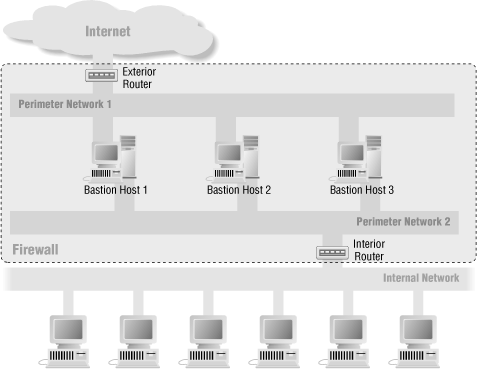 Internet
Exterior
Router
Perimeter Network 1
Bastion Host 1
Bastion Host 2
Bastion Host 3
Perimeter Network 2
Firewall
Interior
Router
Internal Network